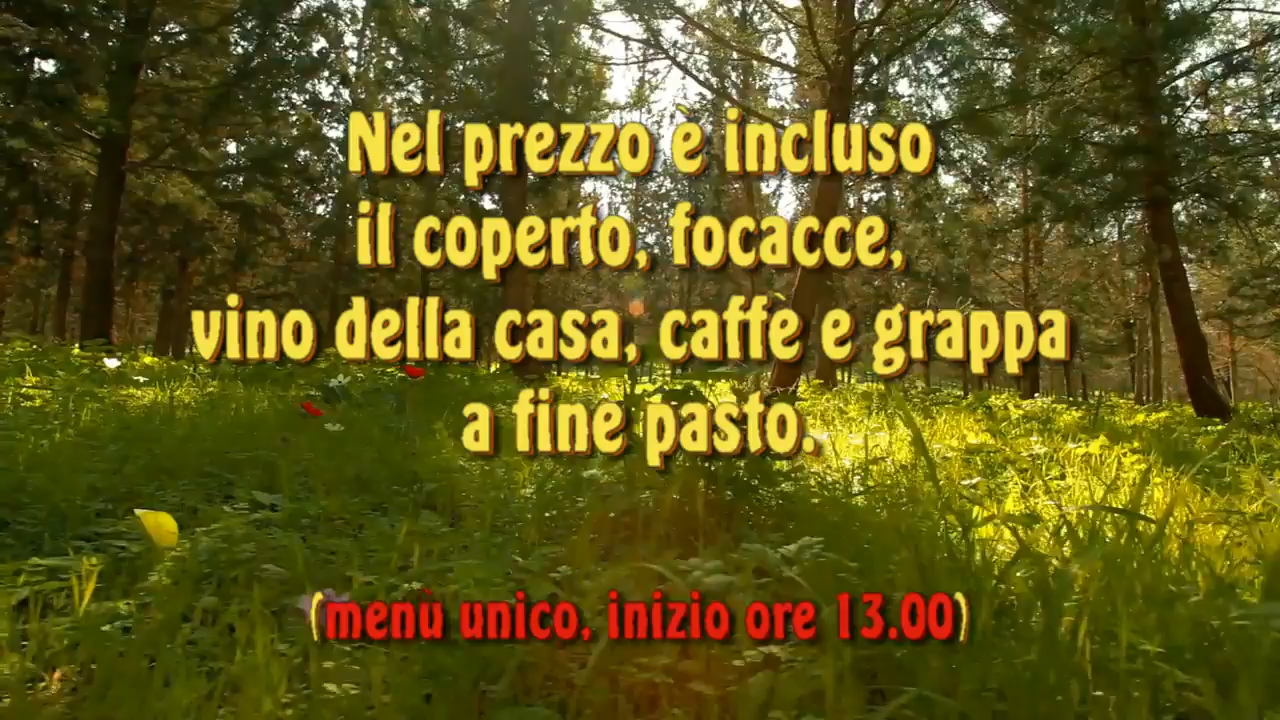 Nel prezzo è incluso
il coperto, focacce,
vino della casa, caffè e grappa
a fine pasto.
(menù unico, inizio ore 13.00)